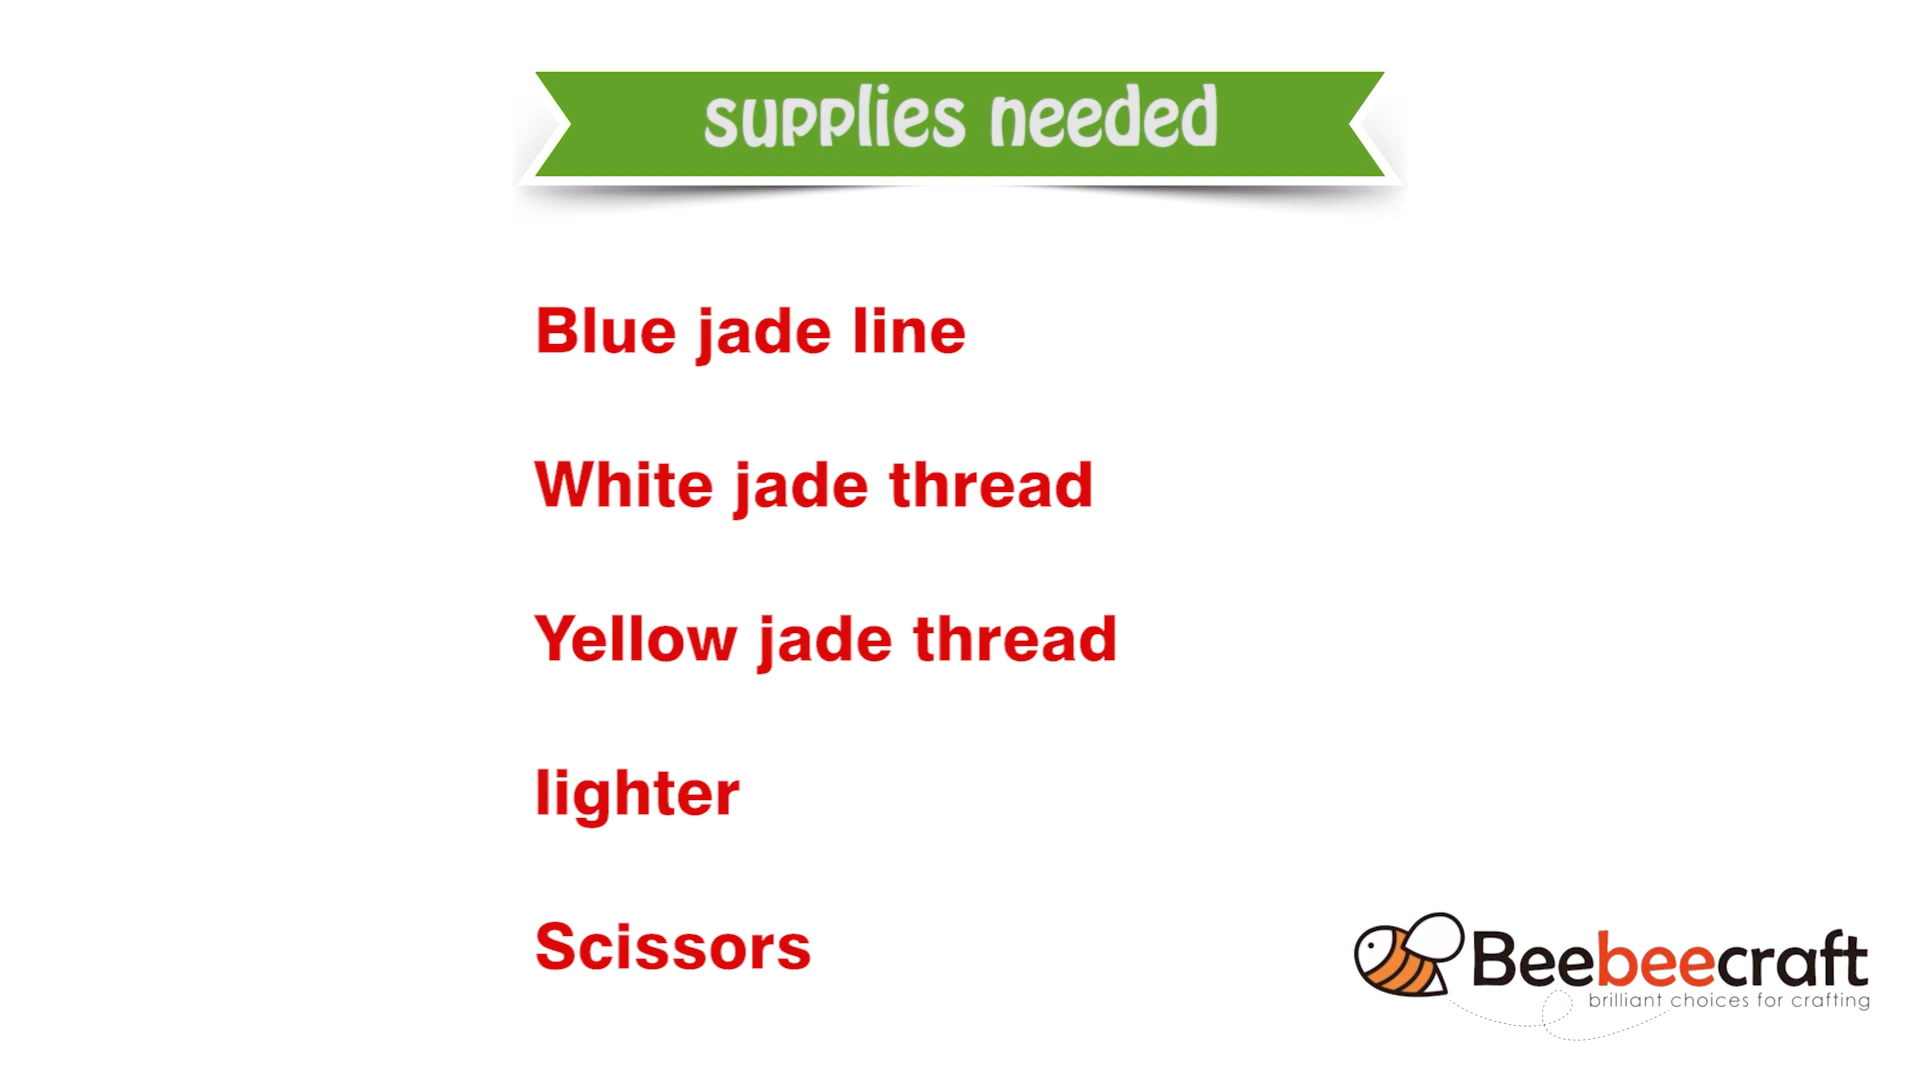 supplies needed
Blue jade line
White jade thread
Yellow jade thread
lighter
Scissors
Beebeecraft
brilliant choices for crafting